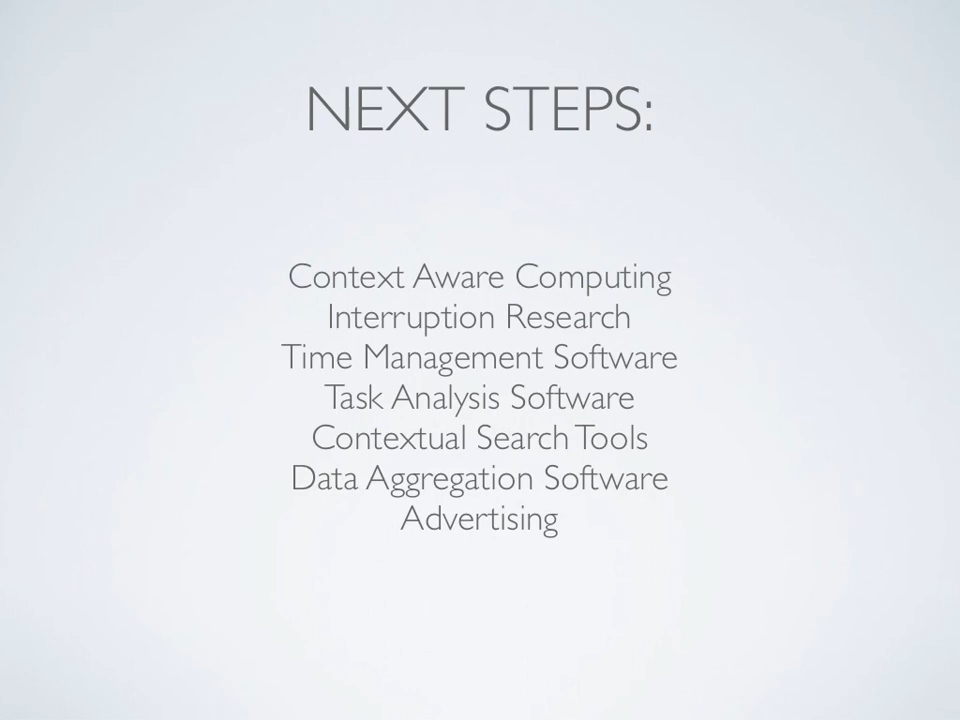 NEXT STEPS:
Context Aware Computing
Interruption Research
Time Management Software
Task Analysis Software
Contextual Search Tools
Data Aggregation Software
Advertising